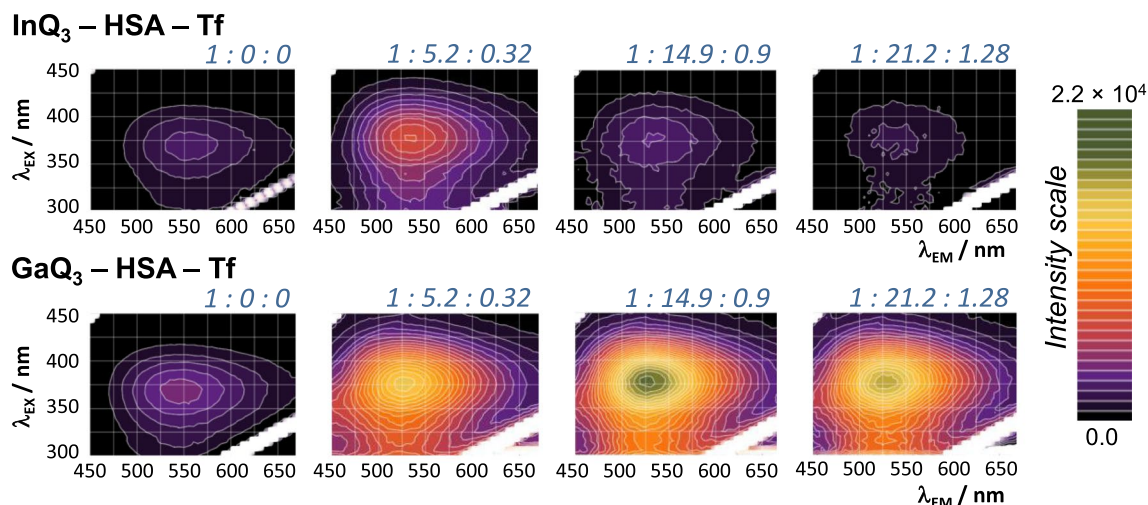 InQ₃ – HSA – Tf
1 : 0 : 0
1 : 5.2 : 0.32
1 : 14.9 : 0.9
1 : 21.2 : 1.28
λEX / nm
450
400
350
300
450 500 550 600 650
450 500 550 600 650
450 500 550 600 650
450 500 550 600 650
λEM / nm
GaQ₃ – HSA – Tf
1 : 0 : 0
1 : 5.2 : 0.32
1 : 14.9 : 0.9
1 : 21.2 : 1.28
λEX / nm
450
400
350
300
450 500 550 600 650
450 500 550 600 650
450 500 550 600 650
450 500 550 600 650
λEM / nm
2.2 × 10⁴
Intensity scale
0.0